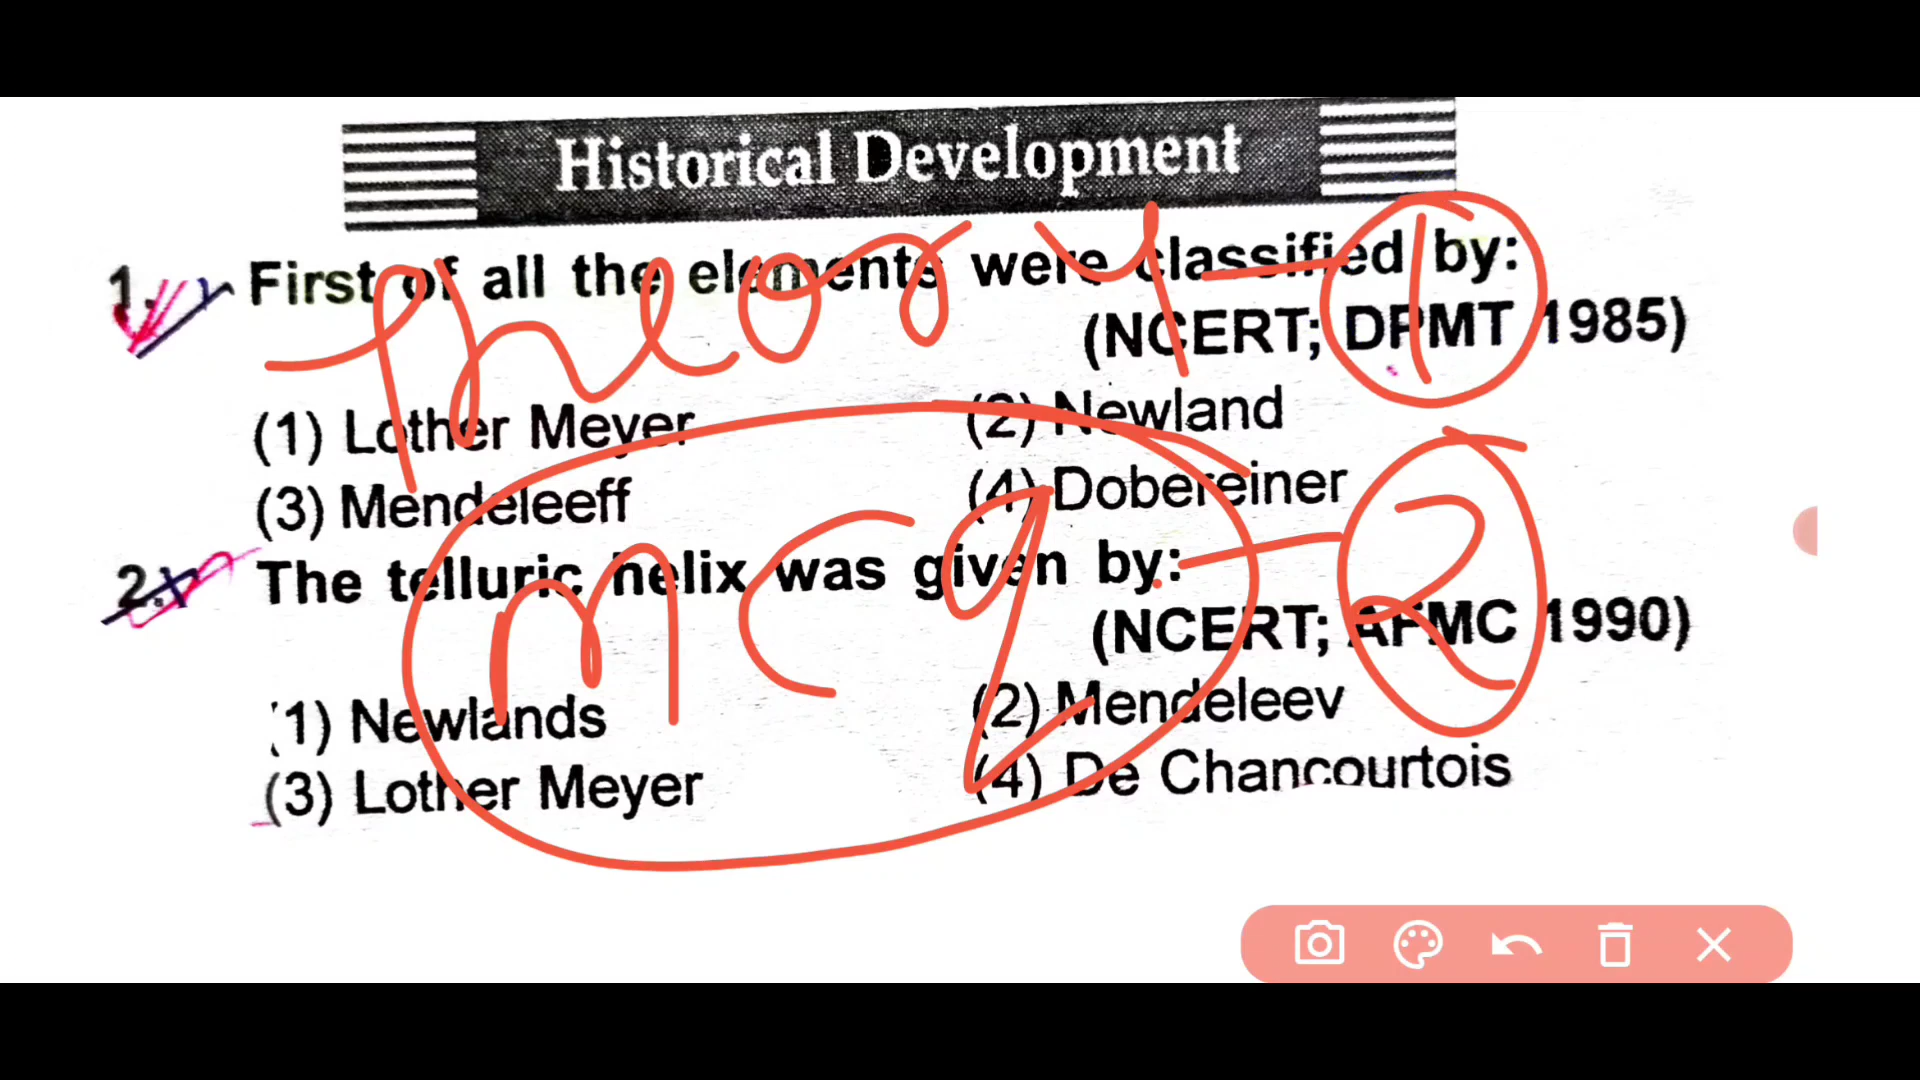 Historical Development
1. First of all the elements were classified by:
(NCERT; DPMT 1985)
(1) Lother Meyer (2) Newland
(3) Mendeleeff (4) Dobereiner
2. The telluric helix was given by:
(NCERT; AFMC 1990)
(1) Newlands (2) Mendeleev
(3) Lother Meyer (4) De Chancourtois
Theory - 1
mcq - 2